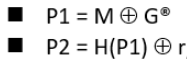 ■ P1 = M ⊕ G®
■ P2 = H(P1) ⊕ r